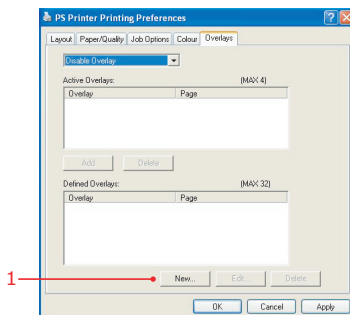 PS Printer Printing Preferences
Layout Paper/Quality Job Options Colour Overlays
Disable Overlay
Active Overlays: (MAX 4)
Overlay Page
Add Delete
Defined Overlays: (MAX 32)
Overlay Page
1
New... Edit... Delete
OK Cancel Apply